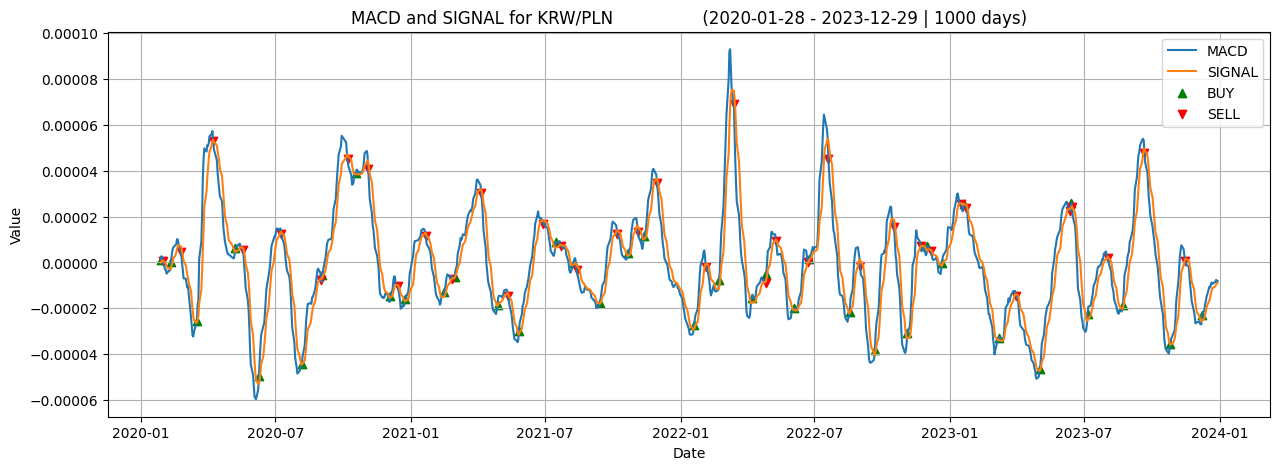 MACD and SIGNAL for KRW/PLN (2020-01-28 - 2023-12-29 | 1000 days)
0.00010
0.00008
0.00006
0.00004
0.00002
0.00000
−0.00002
−0.00004
−0.00006
Value
MACD
SIGNAL
BUY
SELL
2020-01 2020-07 2021-01 2021-07 2022-01 2022-07 2023-01 2023-07 2024-01
Date